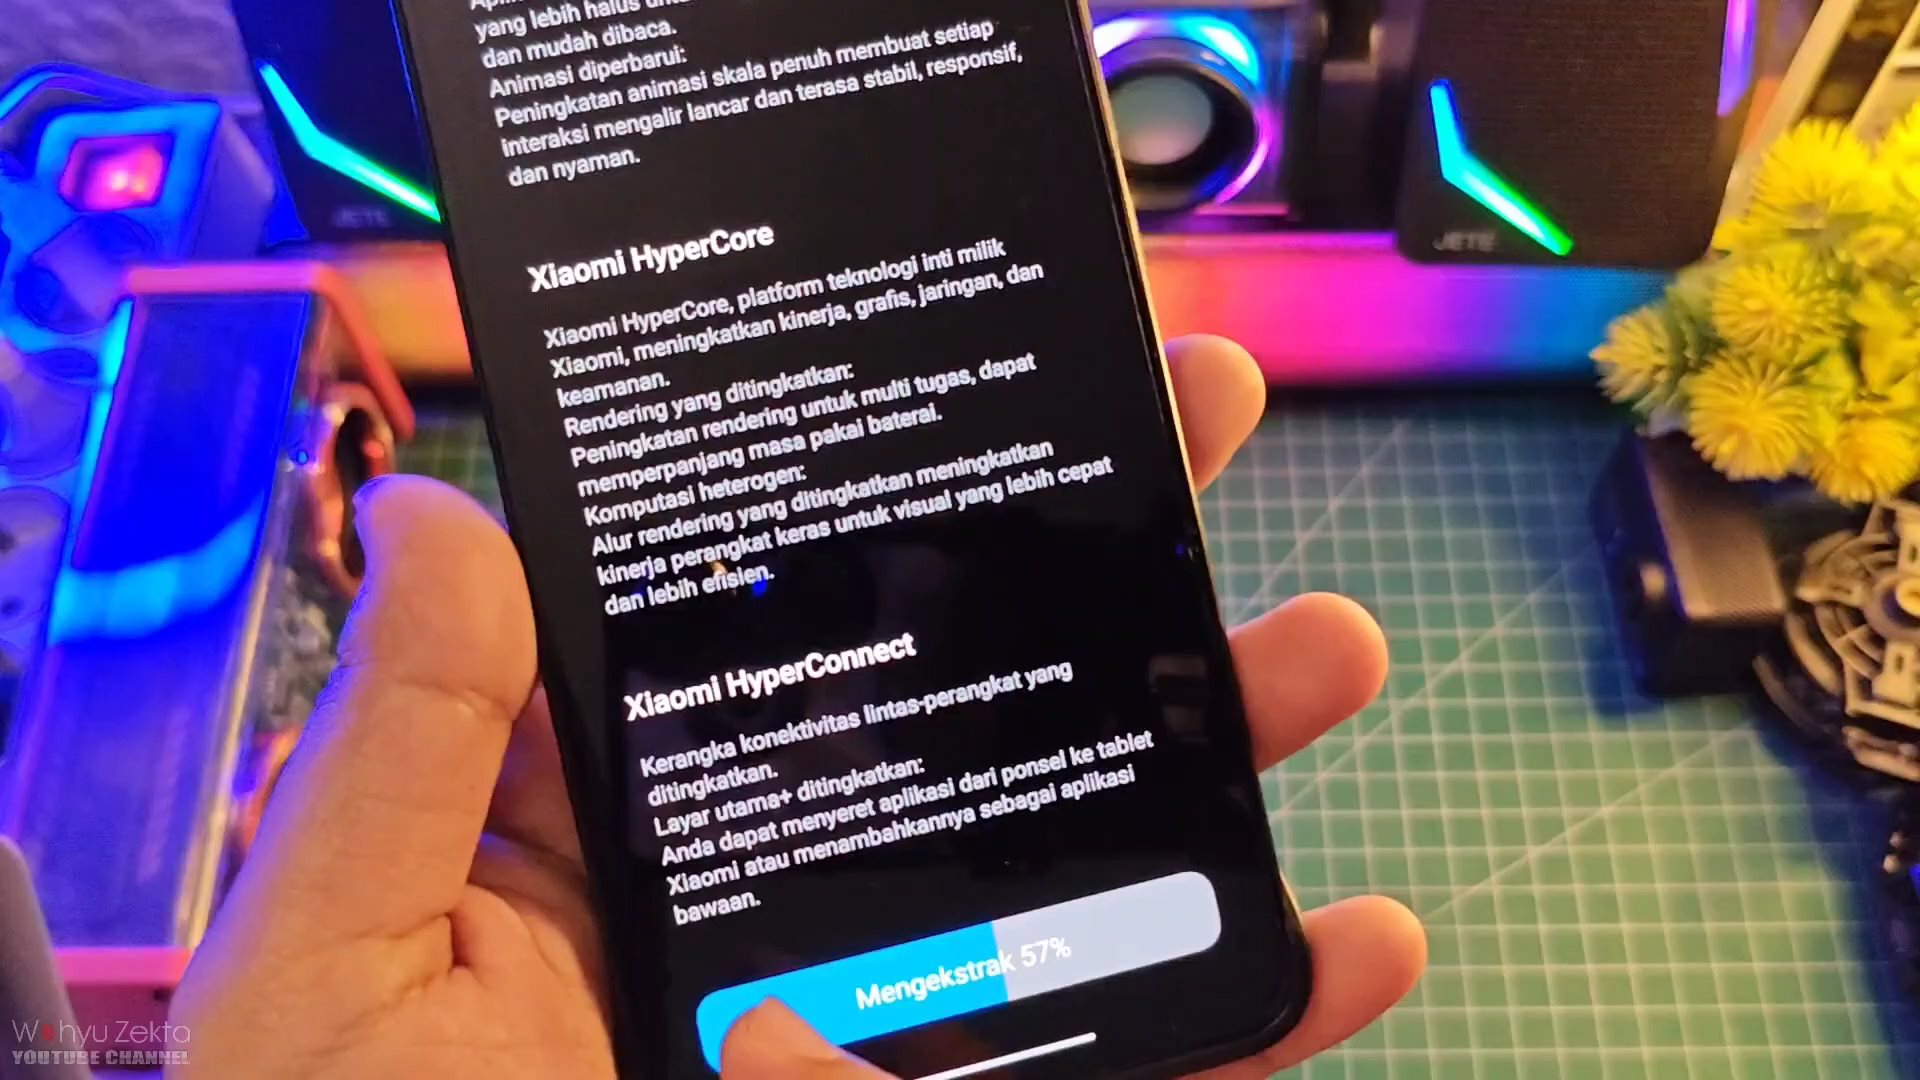 yang lebih halus
dan mudah dibaca.
Animasi diperbarui:
Peningkatan animasi skala penuh membuat setiap
interaksi mengalir lancar dan terasa stabil, responsif,
dan nyaman.
Xiaomi HyperCore
Xiaomi HyperCore, platform teknologi inti milik
Xiaomi, meningkatkan kinerja, grafis, jaringan, dan
keamanan.
Rendering yang ditingkatkan:
Peningkatan rendering untuk multi tugas, dapat
memperpanjang masa pakai baterai.
Komputasi heterogen:
Alur rendering yang ditingkatkan meningkatkan
kinerja perangkat keras untuk visual yang lebih cepat
dan lebih efisien.
Xiaomi HyperConnect
Kerangka konektivitas lintas-perangkat yang
ditingkatkan.
Layar utama+ ditingkatkan:
Anda dapat menyeret aplikasi dari ponsel ke tablet
Xiaomi atau menambahkannya sebagai aplikasi
bawaan.
Mengekstrak 57%
JETE
JETE
Wahyu Zekta
YOUTUBE CHANNEL